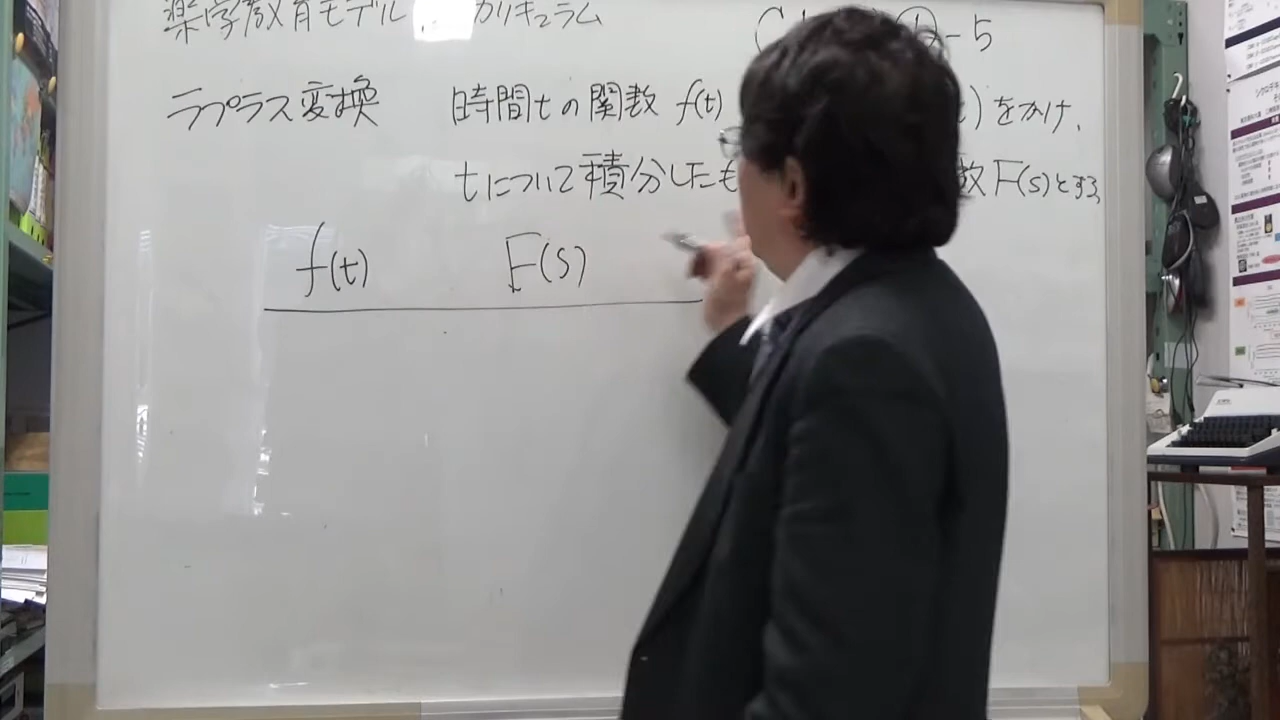 薬学教育モデル カリキュラム
-5
ラプラス変換 時間tの関数 f(t) t)をかけ、
tについて積分したも 数F(s)とする
f(t) F(s)